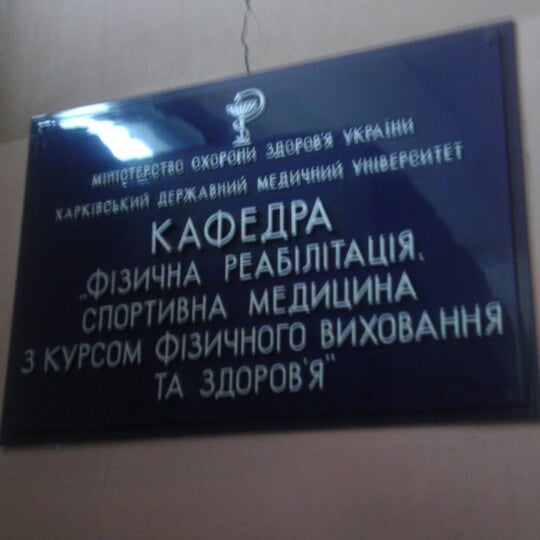 МІНІСТЕРСТВО ОХОРОНИ ЗДОРОВ'Я УКРАЇНИ
ХАРКІВСЬКИЙ ДЕРЖАВНИЙ МЕДИЧНИЙ УНІВЕРСИТЕТ
КАФЕДРА
„ФІЗИЧНА РЕАБІЛІТАЦІЯ,
СПОРТИВНА МЕДИЦИНА
З КУРСОМ ФІЗИЧНОГО ВИХОВАННЯ
ТА ЗДОРОВ'Я"